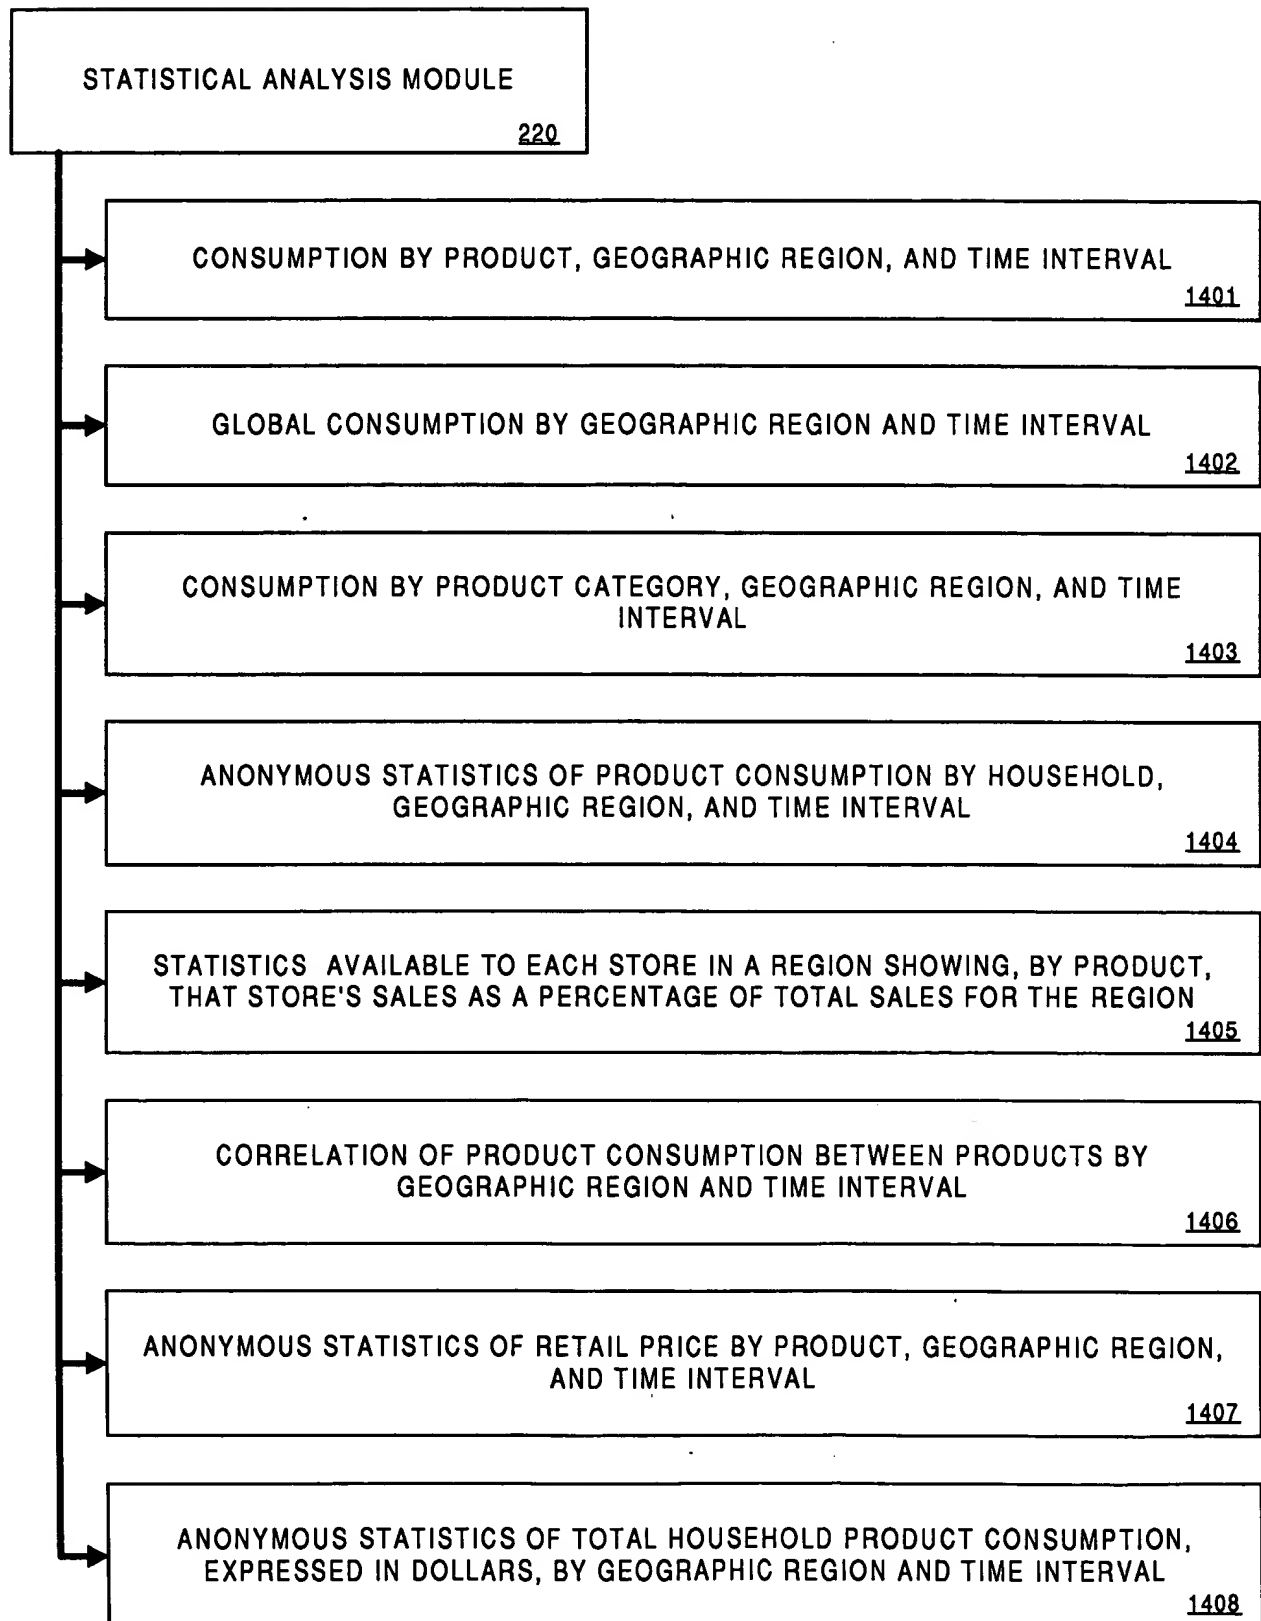 STATISTICAL ANALYSIS MODULE
220
CONSUMPTION BY PRODUCT, GEOGRAPHIC REGION, AND TIME INTERVAL
1401
GLOBAL CONSUMPTION BY GEOGRAPHIC REGION AND TIME INTERVAL
1402
CONSUMPTION BY PRODUCT CATEGORY, GEOGRAPHIC REGION, AND TIME
INTERVAL
1403
ANONYMOUS STATISTICS OF PRODUCT CONSUMPTION BY HOUSEHOLD,
GEOGRAPHIC REGION, AND TIME INTERVAL
1404
STATISTICS AVAILABLE TO EACH STORE IN A REGION SHOWING, BY PRODUCT,
THAT STORE'S SALES AS A PERCENTAGE OF TOTAL SALES FOR THE REGION
1405
CORRELATION OF PRODUCT CONSUMPTION BETWEEN PRODUCTS BY
GEOGRAPHIC REGION AND TIME INTERVAL
1406
ANONYMOUS STATISTICS OF RETAIL PRICE BY PRODUCT, GEOGRAPHIC REGION,
AND TIME INTERVAL
1407
ANONYMOUS STATISTICS OF TOTAL HOUSEHOLD PRODUCT CONSUMPTION,
EXPRESSED IN DOLLARS, BY GEOGRAPHIC REGION AND TIME INTERVAL
1408